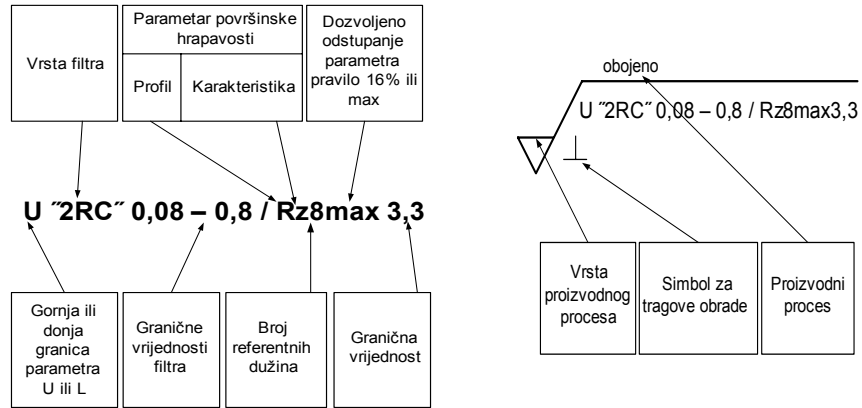 Vrsta filtra
Parametar površinske
hrapavosti
Profil
Karakteristika
Dozvoljeno
odstupanje
parametra
pravilo 16% ili
max
U ˝2RC˝ 0,08 – 0,8 / Rz8max 3,3
Gornja ili
donja
granica
parametra
U ili L
Granične
vrijednosti
filtra
Broj
referentnih
dužina
Granična
vrijednost
obojeno
U ˝2RC˝ 0,08 – 0,8 / Rz8max3,3
Vrsta
proizvodnog
procesa
Simbol za
tragove obrade
Proizvodni
proces